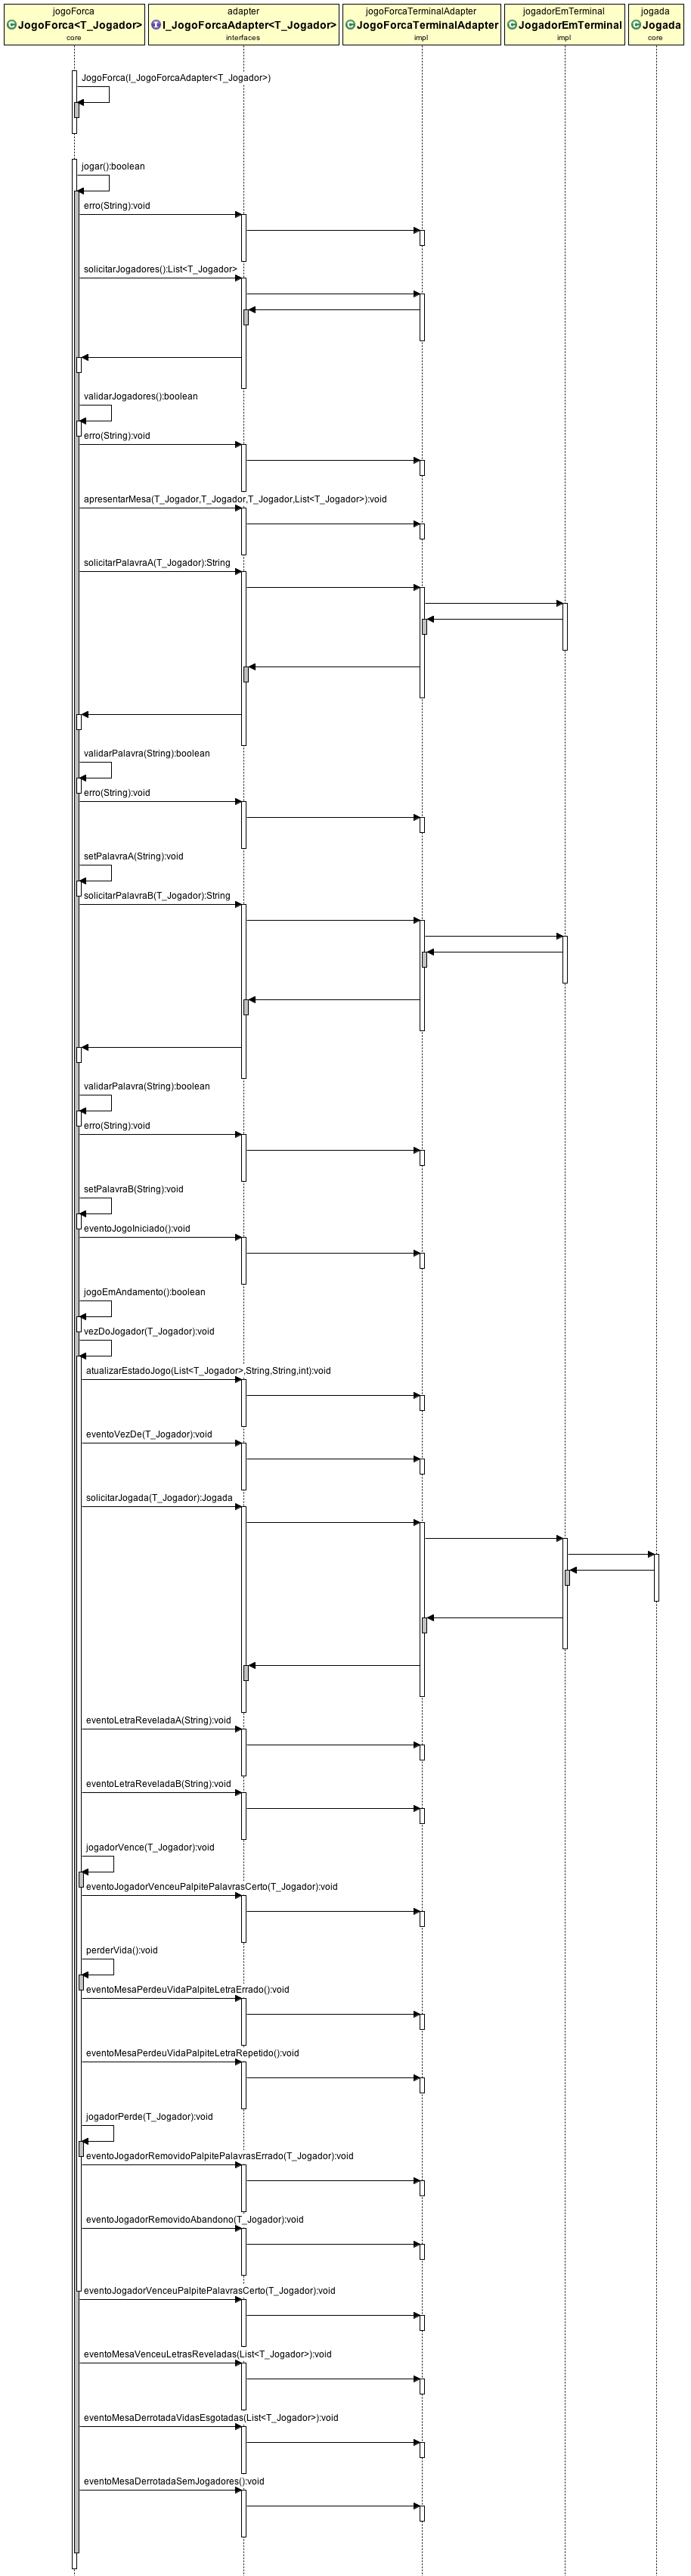 jogoForca
JogoForca<T_Jogador>
core
adapter
I_JogoForcaAdapter<T_Jogador>
interfaces
jogoForcaTerminalAdapter
JogoForcaTerminalAdapter
impl
jogadorEmTerminal
JogadorEmTerminal
impl
jogada
Jogada
core
JogoForca(I_JogoForcaAdapter<T_Jogador>)
jogar():boolean
erro(String):void
solicitarJogadores():List<T_Jogador>
validarJogadores():boolean
erro(String):void
apresentarMesa(T_Jogador,T_Jogador,T_Jogador,List<T_Jogador>):void
solicitarPalavraA(T_Jogador):String
validarPalavra(String):boolean
erro(String):void
setPalavraA(String):void
solicitarPalavraB(T_Jogador):String
validarPalavra(String):boolean
erro(String):void
setPalavraB(String):void
eventoJogoIniciado():void
jogoEmAndamento():boolean
vezDoJogador(T_Jogador):void
atualizarEstadoJogo(List<T_Jogador>,String,String,int):void
eventoVezDe(T_Jogador):void
solicitarJogada(T_Jogador):Jogada
eventoLetraReveladaA(String):void
eventoLetraReveladaB(String):void
jogadorVence(T_Jogador):void
eventoJogadorVenceuPalpitePalavrasCerto(T_Jogador):void
perderVida():void
eventoMesaPerdeuVidaPalpiteLetraErrado():void
eventoMesaPerdeuVidaPalpiteLetraRepetido():void
jogadorPerde(T_Jogador):void
eventoJogadorRemovidoPalpitePalavrasErrado(T_Jogador):void
eventoJogadorRemovidoAbandono(T_Jogador):void
eventoJogadorVenceuPalpitePalavrasCerto(T_Jogador):void
eventoMesaVenceuLetrasReveladas(List<T_Jogador>):void
eventoMesaDerrotadaVidasEsgotadas(List<T_Jogador>):void
eventoMesaDerrotadaSemJogadores():void